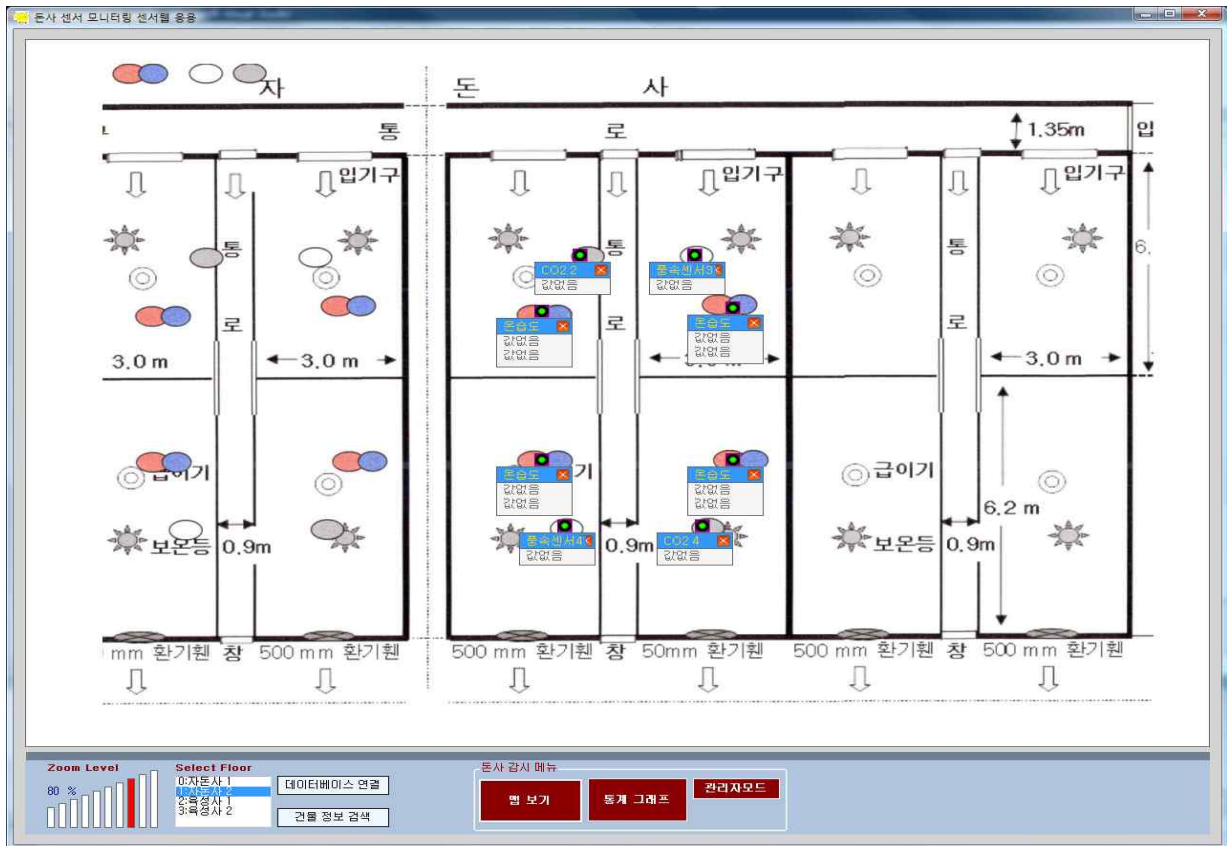 돈사 센서 모니터링 센서웹 응용
자 돈 사
통 로 1.35m 입
입기구 입기구 입기구
통 통 통 6.
CO2 2 풍속센서3
값없음 값없음
온습도 온습도
값없음 값없음
값없음 값없음
로 로 로
3.0 m 3.0 m 3.0 m
온습도 온습도
값없음 값없음
값없음 값없음
급이기 기 급이기
6.2 m
풍속센서4 CO2 4
값없음 값없음
보온등 0.9m 0.9m 보온등 0.9m
mm 환기휀 창 500 mm 환기휀 500 mm 환기휀 창 50mm 환기휀 500 mm 환기휀 창 500 mm 환기휀
Zoom Level
80 %
Select Floor
0:자돈사 1
1:자돈사 2
2:육성사 1
3:육성사 2
데이터베이스 연결
건물 정보 검색
돈사 감시 메뉴
맵 보기
통계 그래프
관리자모드